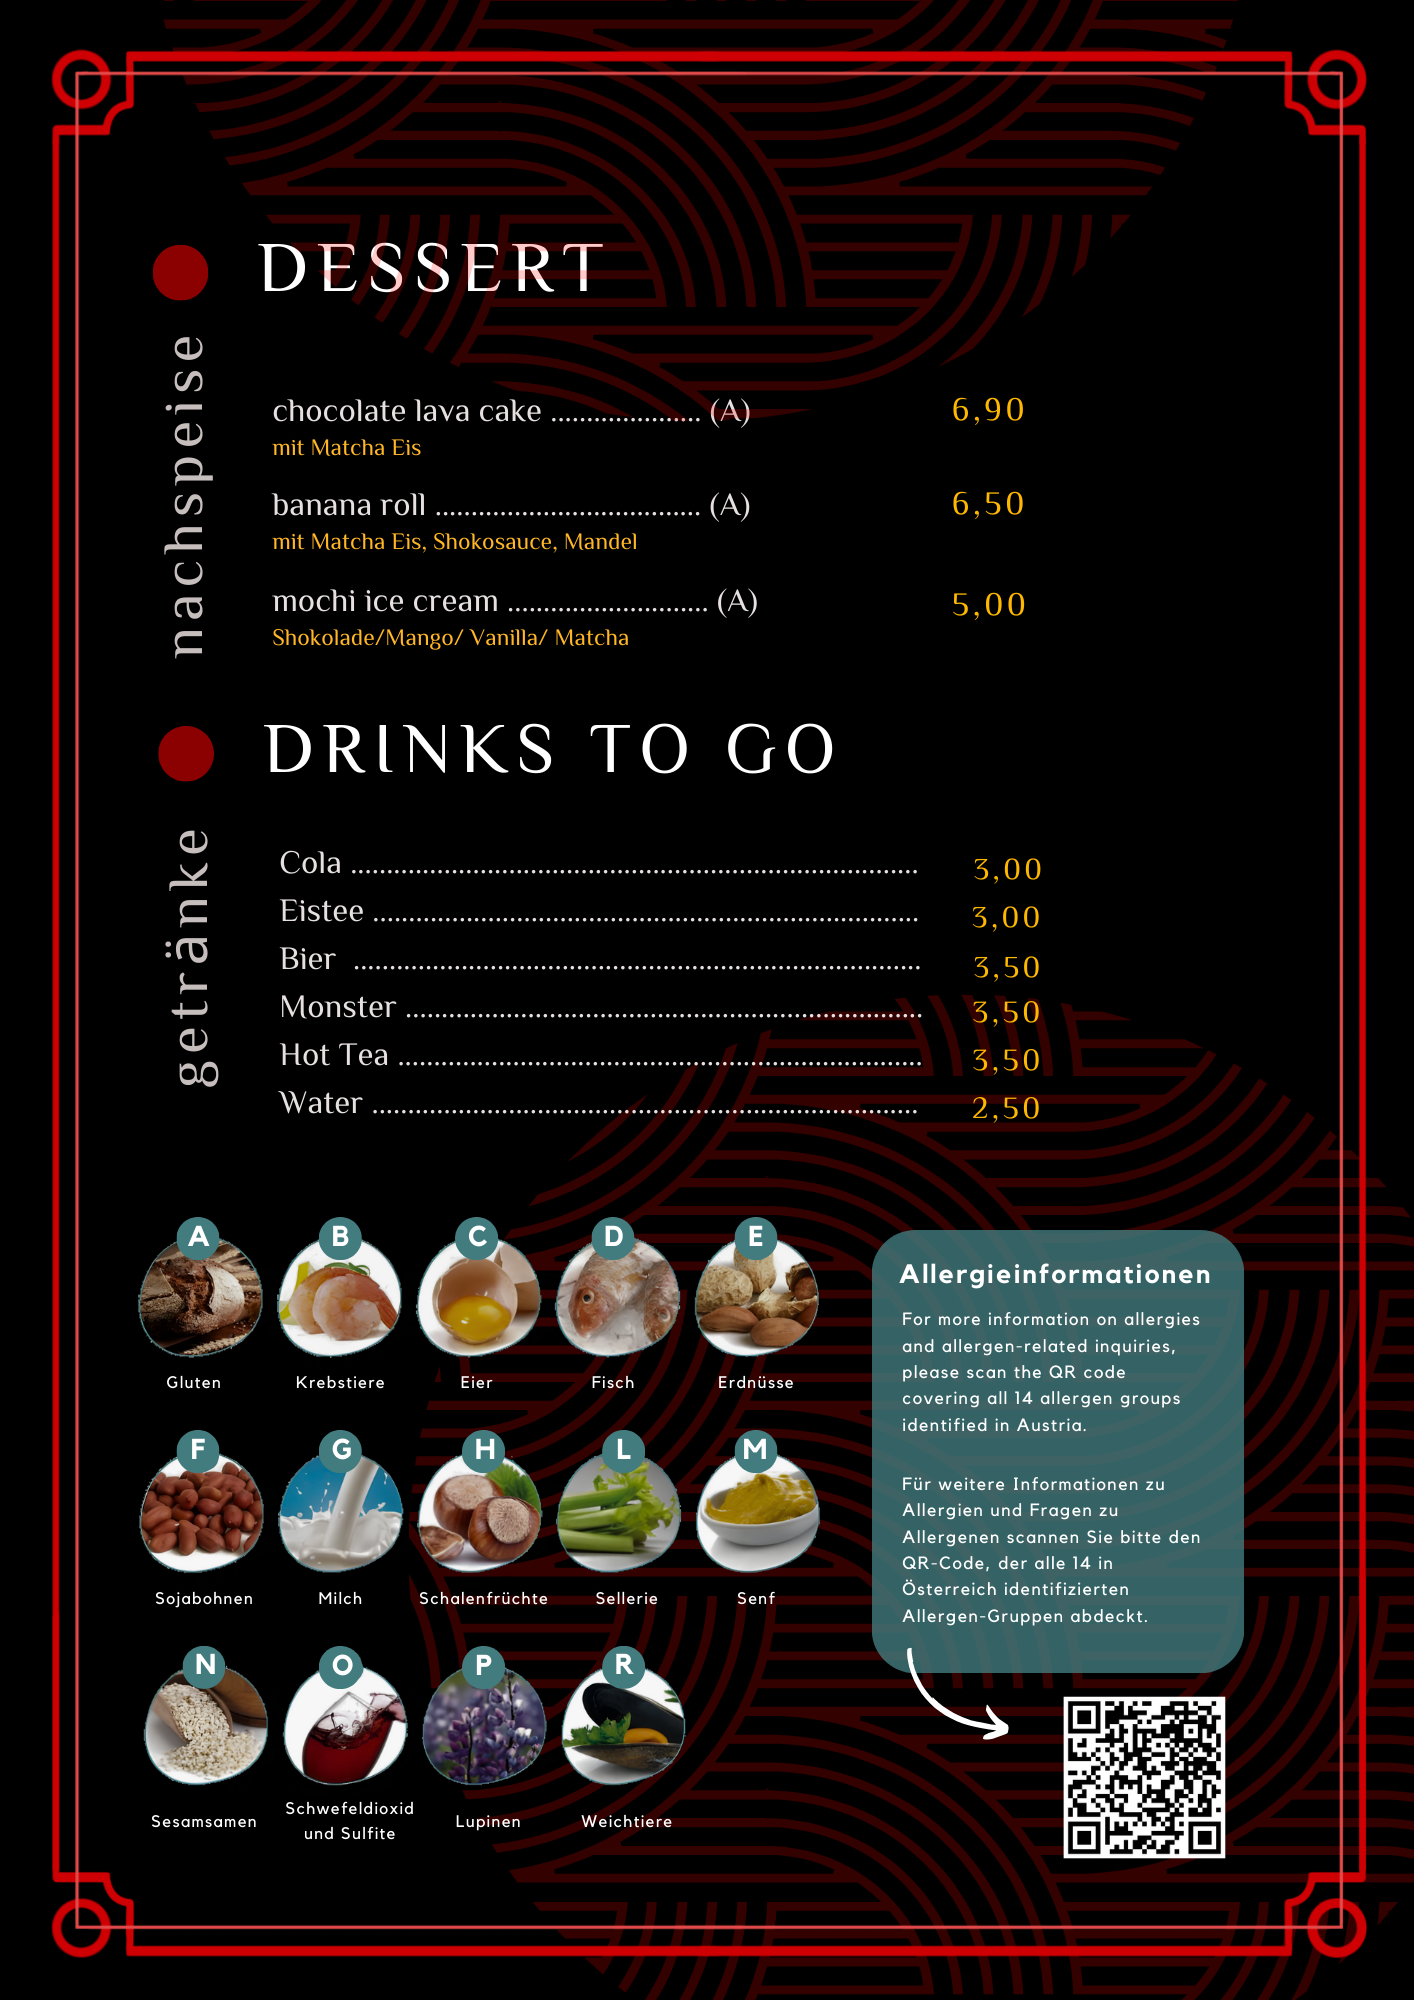 DESSERT
nachspeise
chocolate lava cake ..................... (A) 6,90
mit Matcha Eis
banana roll ..................................... (A) 6,50
mit Matcha Eis, Shokosauce, Mandel
mochi ice cream ............................ (A) 5,00
Shokolade/Mango/ Vanilla/ Matcha
DRINKS TO GO
getränke
Cola ............................................................................... 3,00
Eistee ............................................................................ 3,00
Bier ............................................................................... 3,50
Monster ........................................................................ 3,50
Hot Tea ......................................................................... 3,50
Water ............................................................................ 2,50
A B C D E
Gluten Krebstiere Eier Fisch Erdnüsse
F G H L M
Sojabohnen Milch Schalenfrüchte Sellerie Senf
N O P R
Sesamsamen Schwefeldioxid Lupinen Weichtiere
und Sulfite
Allergieinformationen
For more information on allergies
and allergen-related inquiries,
please scan the QR code
covering all 14 allergen groups
identified in Austria.
Für weitere Informationen zu
Allergien und Fragen zu
Allergenen scannen Sie bitte den
QR-Code, der alle 14 in
Österreich identifizierten
Allergen-Gruppen abdeckt.